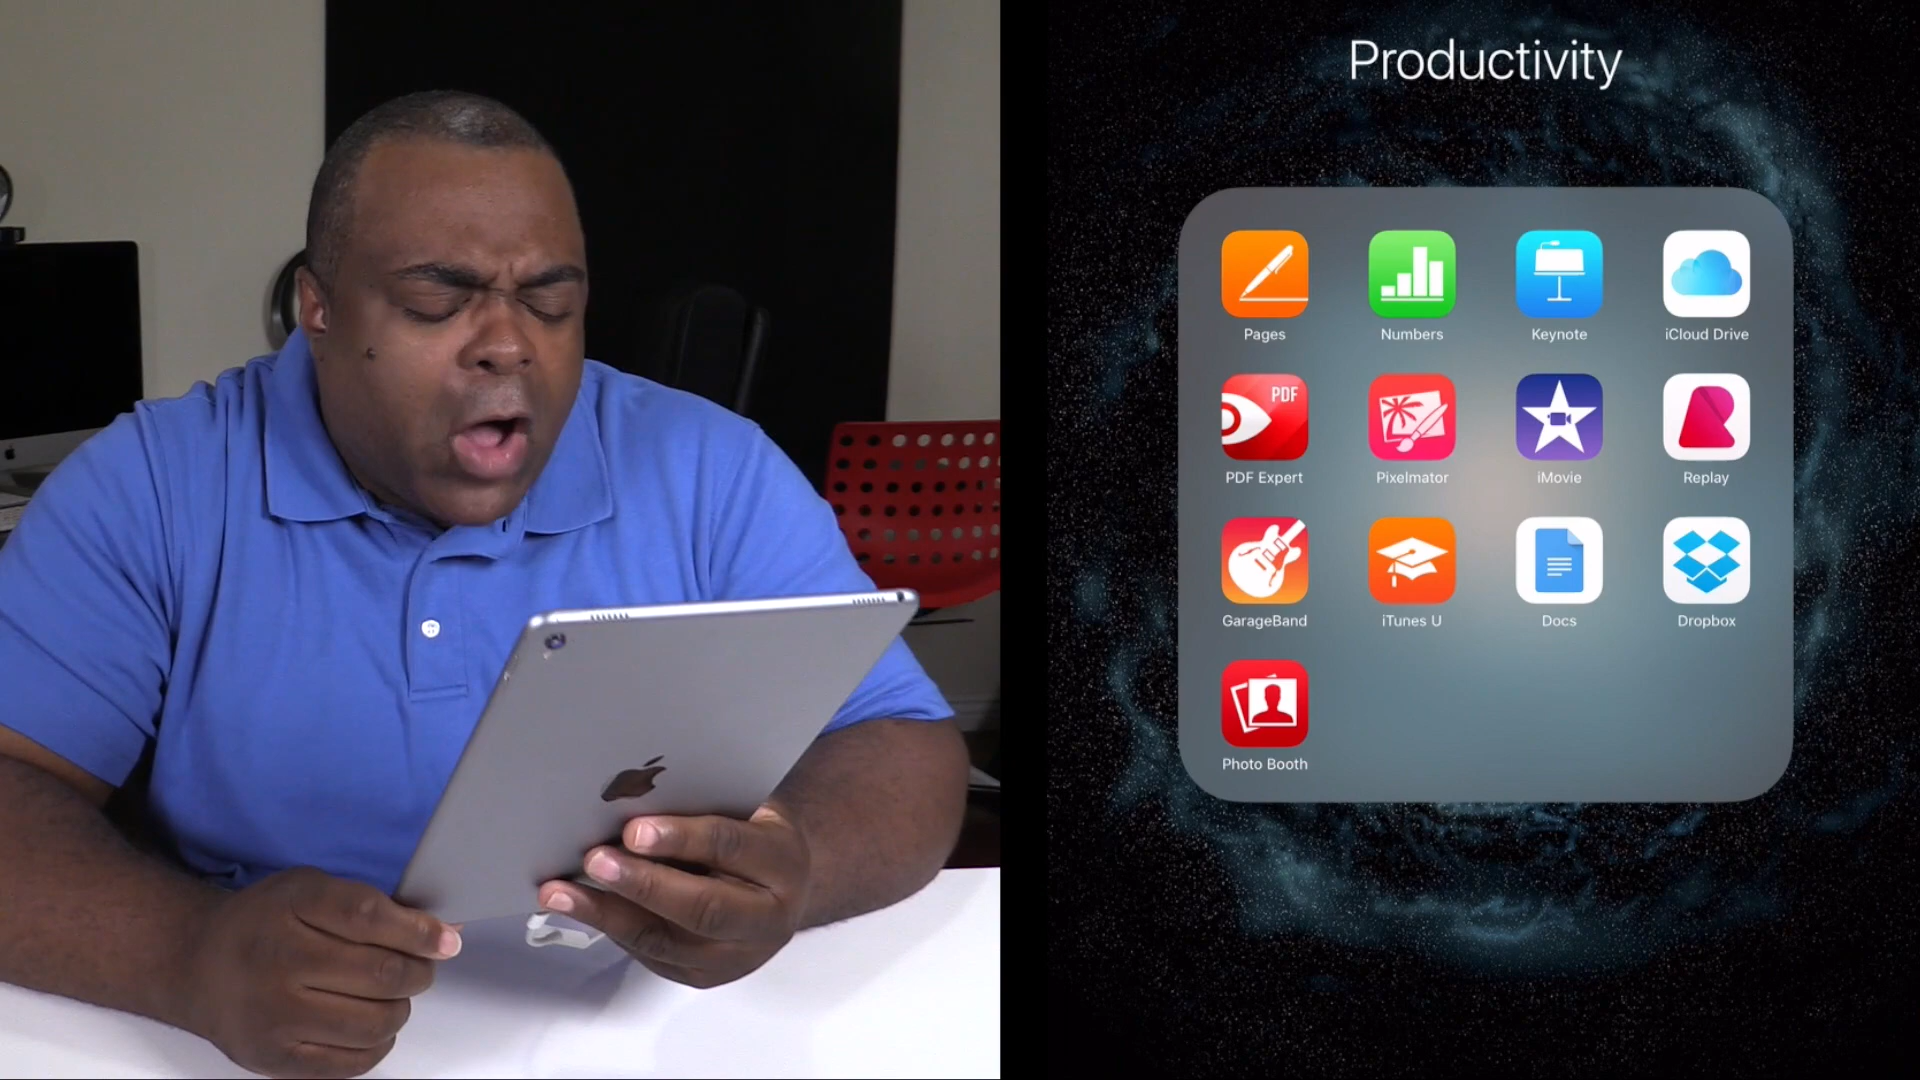 Productivity
Pages
Numbers
Keynote
iCloud Drive
PDF
PDF Expert
Pixelmator
iMovie
Replay
GarageBand
iTunes U
Docs
Dropbox
Photo Booth